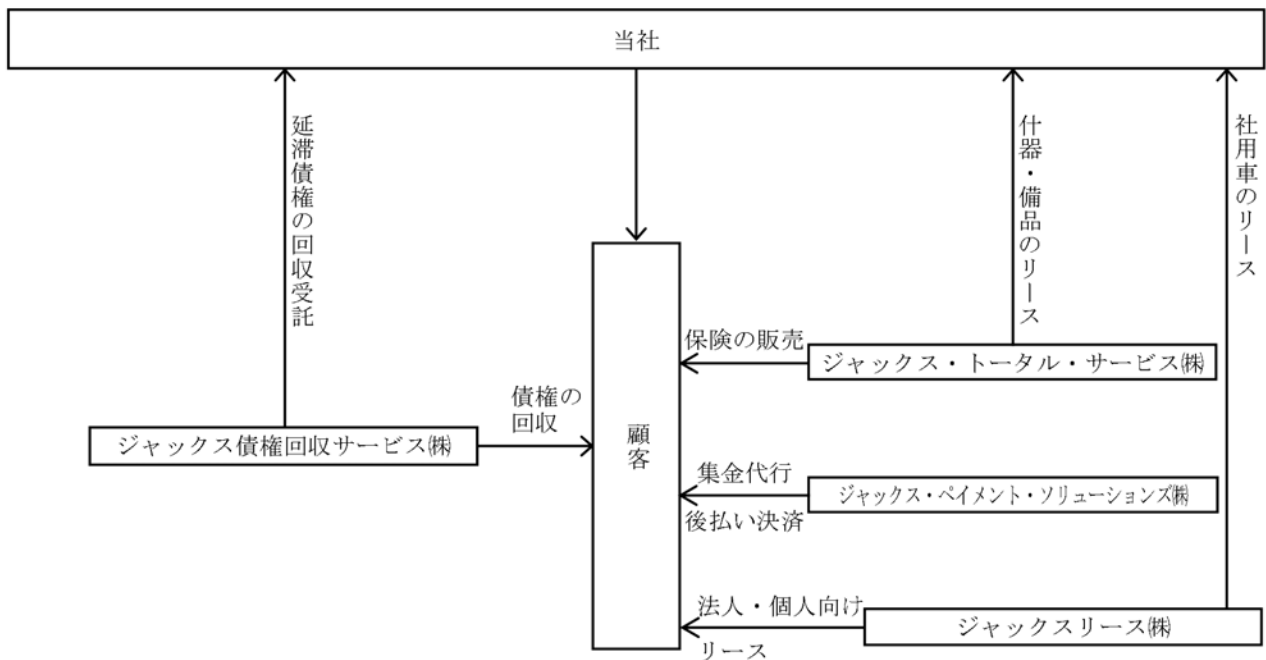 当社
延滞債権の回収受託
什器・備品のリース
社用車のリース
保険の販売
ジャックス・トータル・サービス㈱
債権の
回収
ジャックス債権回収サービス㈱
顧客
集金代行
後払い決済
ジャックス・ペイメント・ソリューションズ㈱
法人・個人向け
リース
ジャックスリース㈱